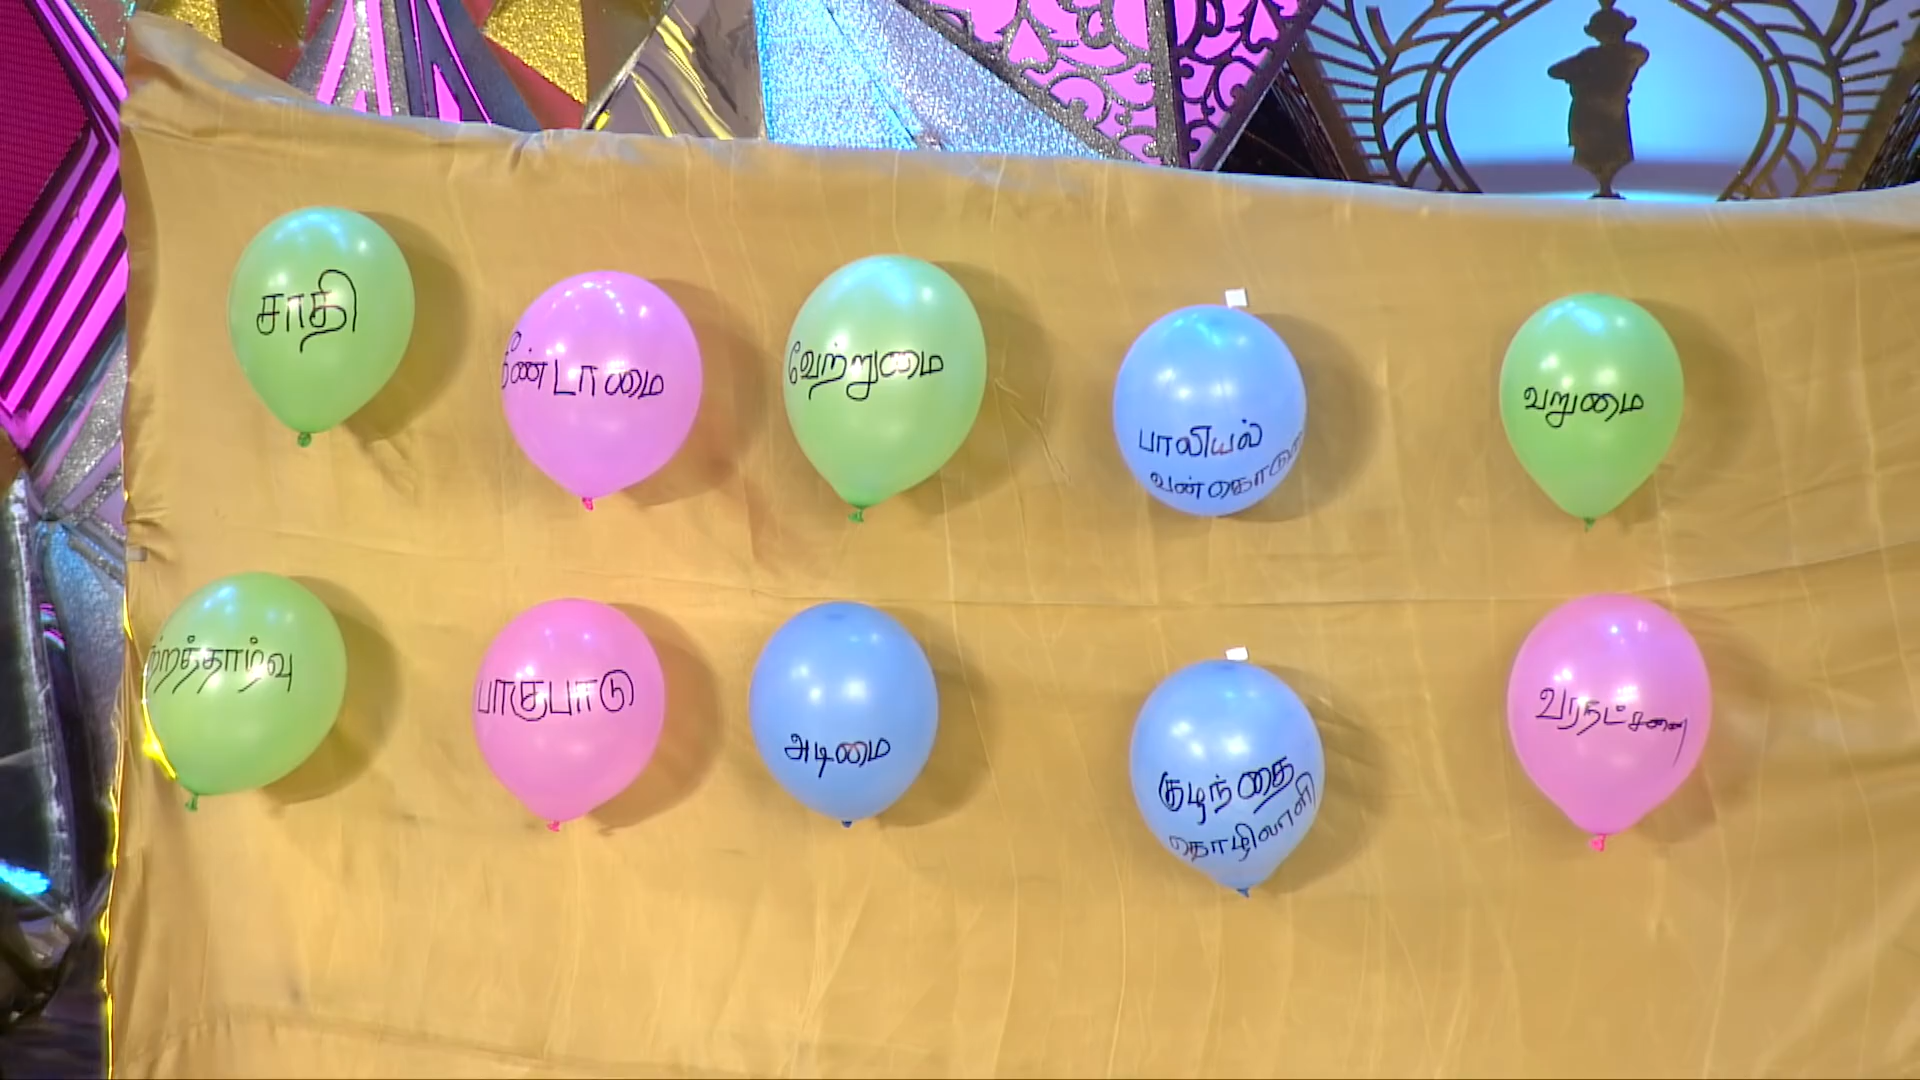 சாதி
தீண்டாமை
வேற்றுமை
பாலியல்
வறுமை
பாகுபாடு
அடிமை
குழந்தை
தொழிலாளி
வரதட்சணை